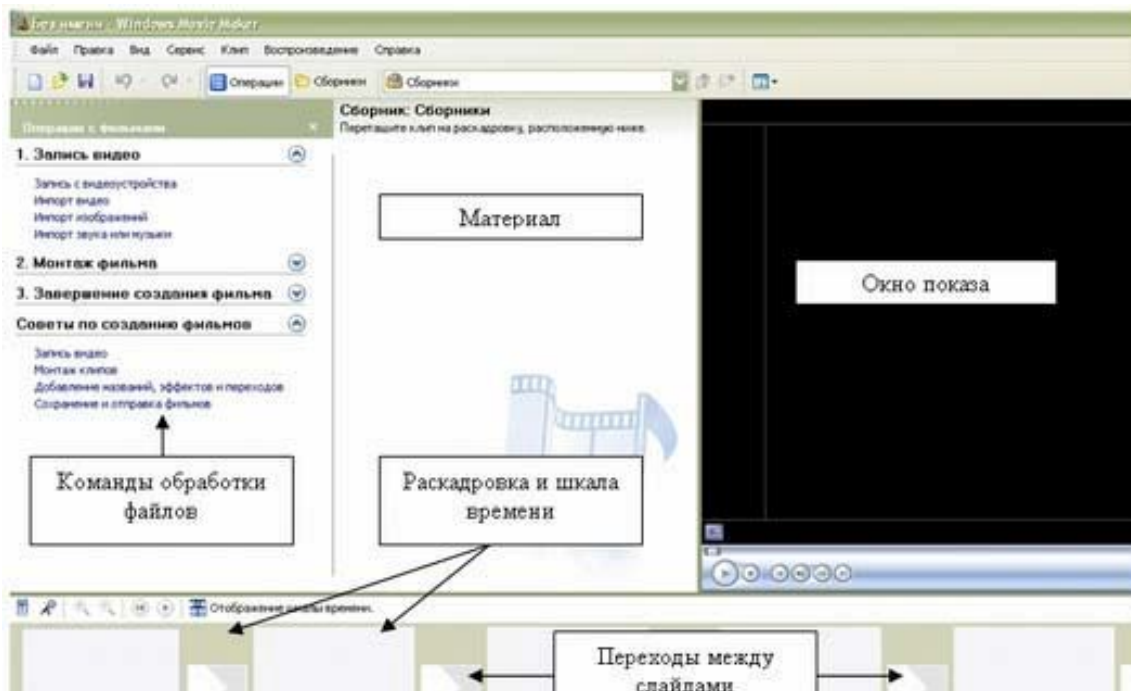 Без имени - Windows Movie Maker
Файл Правка Вид Сервис Клип Воспроизведение Справка
Операции Сборники Сборники
Операции с фильмами
Сборник: Сборники
Перетащите клип на раскадровку, расположенную ниже.
1. Запись видео
Запись с видеоустройства
Импорт видео
Импорт изображений
Импорт звука или музыки
2. Монтаж фильма
3. Завершение создания фильма
Советы по созданию фильмов
Запись видео
Монтаж клипов
Добавление названий, эффектов и переходов
Сохранение и отправка фильмов
Материал
Окно показа
Команды обработки
файлов
Раскадровка и шкала
времени
Отображение шкалы времени.
Переходы между
слайдами